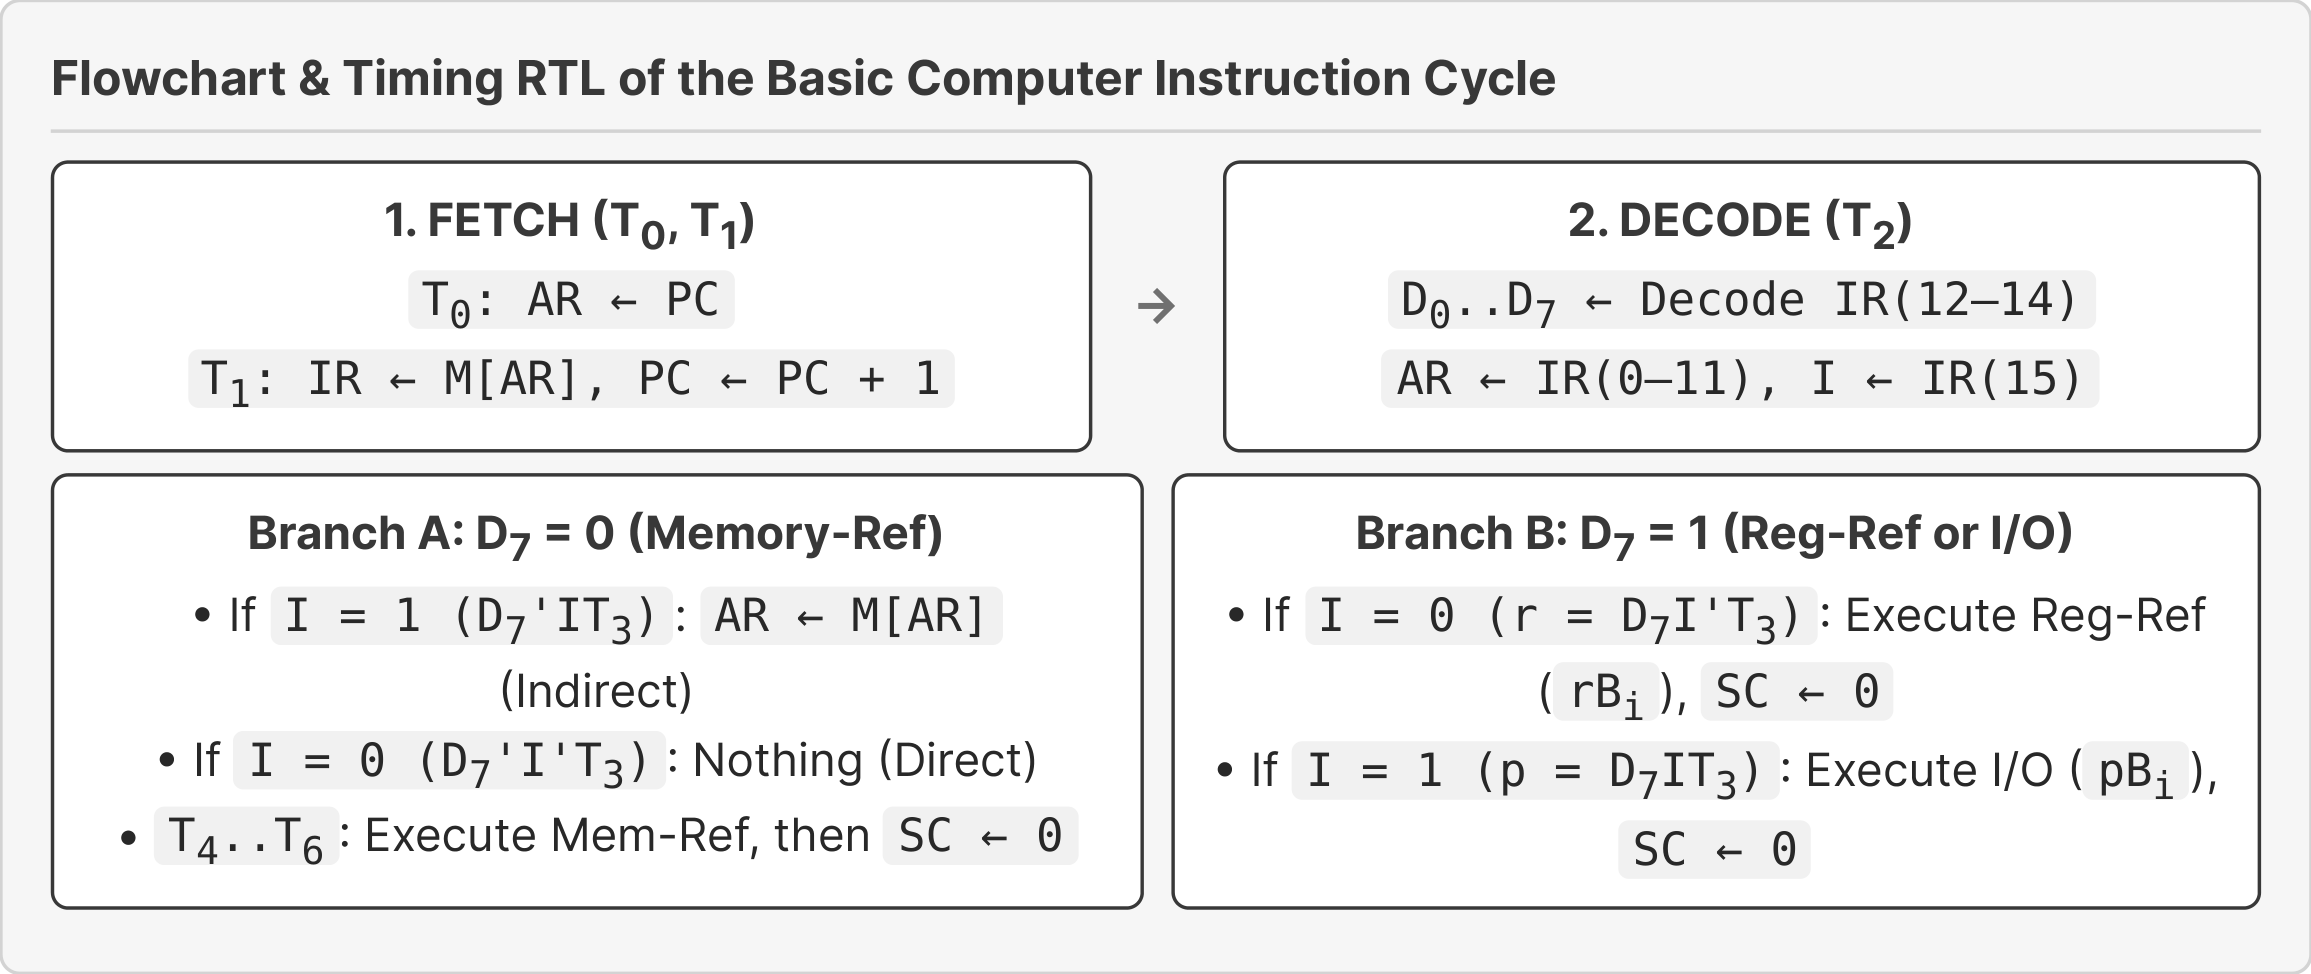 Flowchart & Timing RTL of the Basic Computer Instruction Cycle
1. FETCH (T₀, T₁)
T₀: AR ← PC
T₁: IR ← M[AR], PC ← PC + 1
→
2. DECODE (T₂)
D₀..D₇ ← Decode IR(12–14)
AR ← IR(0–11), I ← IR(15)
Branch A: D₇ = 0 (Memory-Ref)
• If I = 1 (D₇'IT₃): AR ← M[AR]
(Indirect)
• If I = 0 (D₇'I'T₃): Nothing (Direct)
• T₄..T₆: Execute Mem-Ref, then SC ← 0
Branch B: D₇ = 1 (Reg-Ref or I/O)
• If I = 0 (r = D₇I'T₃): Execute Reg-Ref
(rBᵢ), SC ← 0
• If I = 1 (p = D₇IT₃): Execute I/O (pBᵢ),
SC ← 0